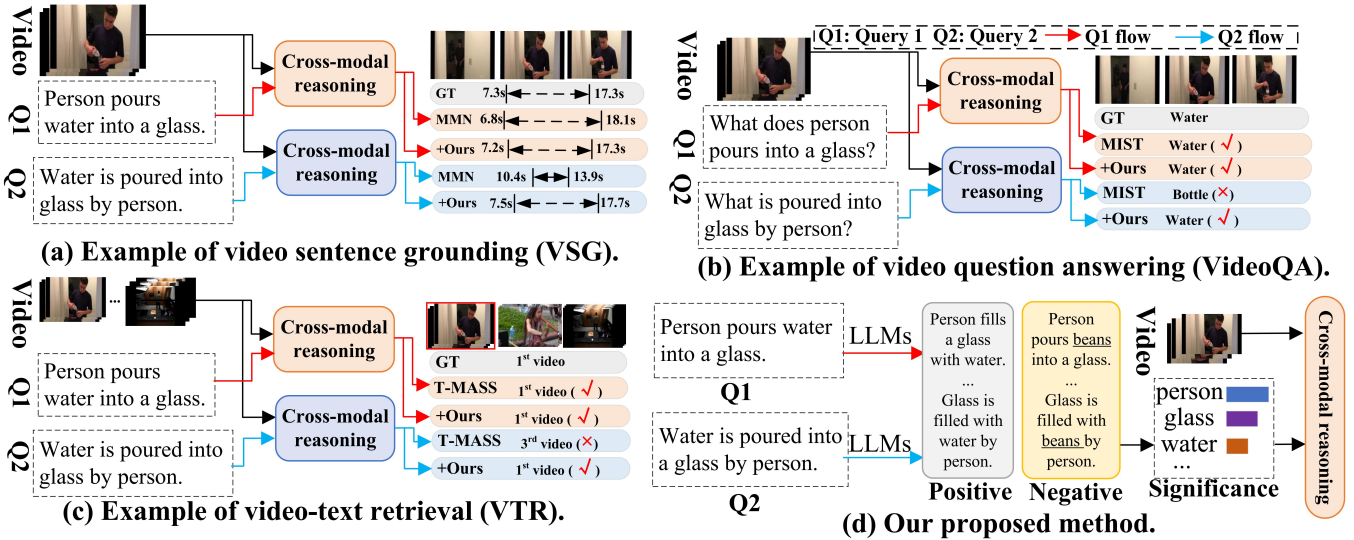 Video
Q1
Q2
Person pours
water into a glass.
Water is poured into
glass by person.
Cross-modal
reasoning
Cross-modal
reasoning
GT 7.3s 17.3s
MMN 6.8s 18.1s
+Ours 7.2s 17.3s
MMN 10.4s 13.9s
+Ours 7.5s 17.7s
(a) Example of video sentence grounding (VSG).
Q1: Query 1 Q2: Query 2 Q1 flow Q2 flow
Video
Q1
Q2
What does person
pours into a glass?
What is poured into
glass by person?
Cross-modal
reasoning
Cross-modal
reasoning
GT Water
MIST Water (√)
+Ours Water (√)
MIST Bottle (×)
+Ours Water (√)
(b) Example of video question answering (VideoQA).
Video
...
Q1
Q2
Person pours
water into a glass.
Water is poured into
glass by person.
Cross-modal
reasoning
Cross-modal
reasoning
GT 1st video
T-MASS 1st video (√)
+Ours 1st video (√)
T-MASS 3rd video (×)
+Ours 1st video (√)
(c) Example of video-text retrieval (VTR).
Person pours water
into a glass.
Q1
Water is poured into
a glass by person.
Q2
LLMs
LLMs
Person fills
a glass
with water.
...
Glass is
filled with
water by
person.
Positive
Person
pours beans
into a glass.
...
Glass is
filled with
beans by
person.
Negative
Video
person
glass
water
...
Significance
Cross-modal reasoning
(d) Our proposed method.